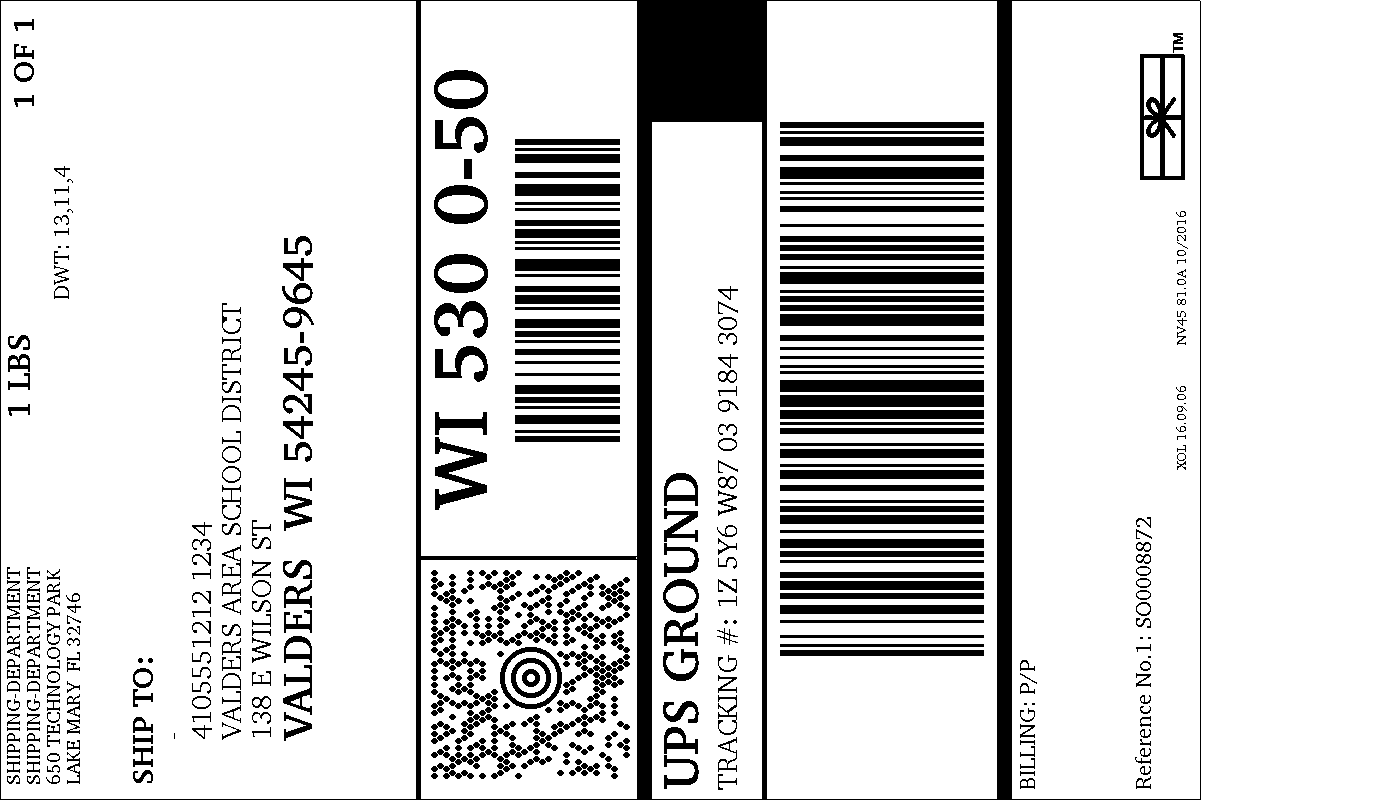 SHIPPING-DEPARTMENT
SHIPPING-DEPARTMENT
650 TECHNOLOGY PARK
LAKE MARY FL 32746
1 LBS
1 OF 1
DWT: 13,11,4
SHIP TO:
-
4105551212 1234
VALDERS AREA SCHOOL DISTRICT
138 E WILSON ST
VALDERS WI 54245-9645
WI 530 0-50
UPS GROUND
TRACKING #: 1Z 5Y6 W87 03 9184 3074
BILLING: P/P
Reference No.1: SO0008872
XOL 16.09.06 NV45 81.0A 10/2016
TM